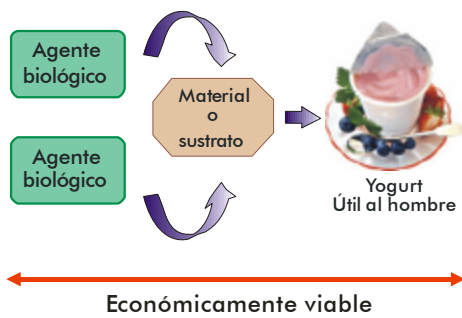 Agente
biológico
Agente
biológico
Material
o
sustrato
Yogurt
Útil al hombre
Económicamente viable